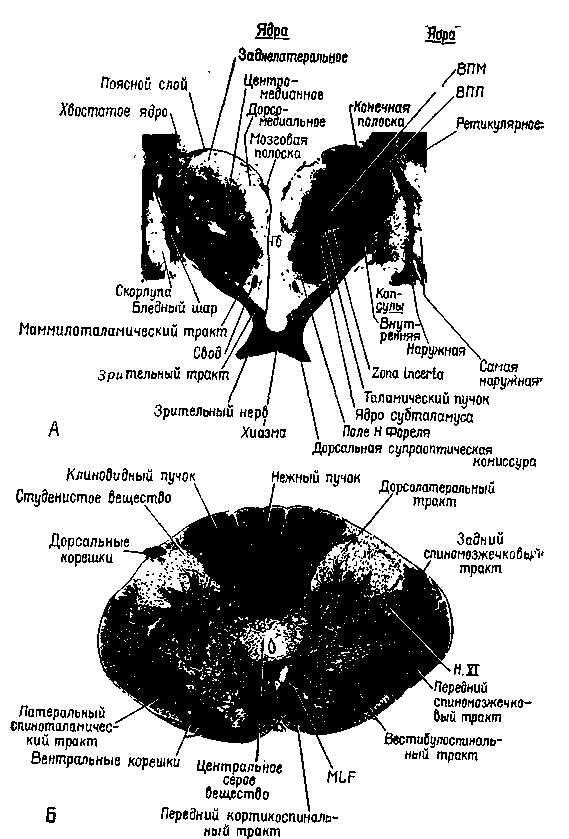 Ядра
Ядра
Заднелатеральное
Поясной слой
Центро-
медианное
ВПМ
ВПЛ
Хвостатое ядро
Дорсо-
медиальное
Конечная
полоска
Мозговая
полоска
Ретикулярное
Скорлупа
Бледный шар
Маммилоталамический тракт
Свод
Зрительный тракт
Зрительный нерв
Хиазма
Кап-
сулы
Внут-
ренняя
Наружная
Самая
наружная
Zona incerta
Таламический пучок
Ядро субталамуса
Поле Н Фореля
Дорсальная супраоптическая
комиссура
А
Клиновидный пучок
Нежный пучок
Студенистое вещество
Дорсолатеральный
тракт
Дорсальные
корешки
Задний
спиномозжечковый
тракт
Н. XI
Передний
спиномозжечко-
вый тракт
Латеральный
спиноталамичес-
кий тракт
Вестибулоспиналь-
ный тракт
Вентральные корешки
Центральное
серое
вещество
MLF
Передний кортикоспиналь-
ный тракт
Б